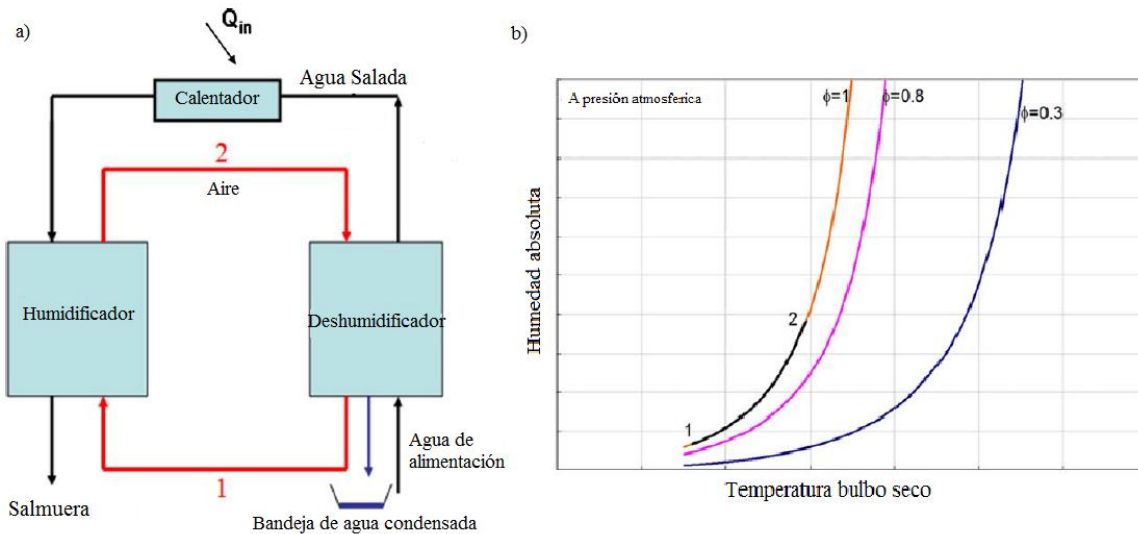 a)
Qin
Agua Salada
Calentador
2
Aire
Humidificador
Deshumidificador
1
Salmuera
Agua de
alimentación
Bandeja de agua condensada
b)
A presión atmosferica
ϕ=1
ϕ=0.8
ϕ=0.3
2
1
Humedad absoluta
Temperatura bulbo seco